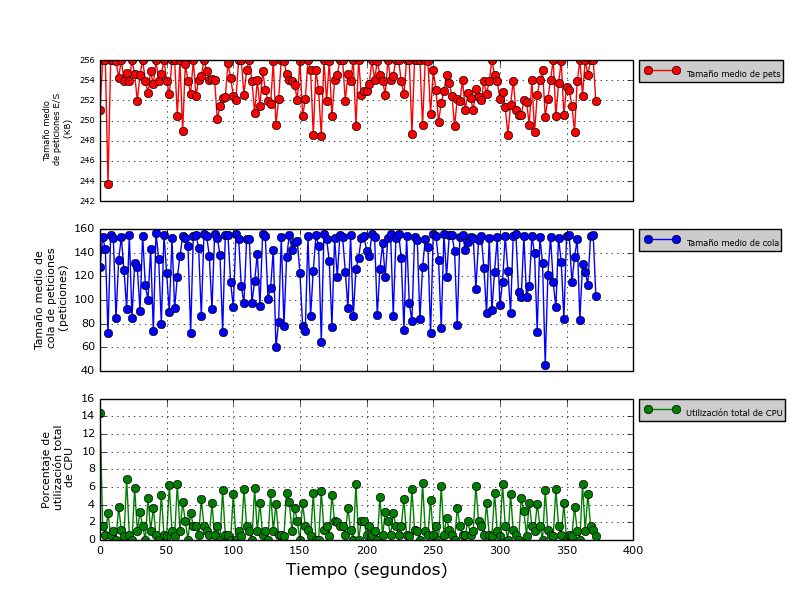 256
254
252
250
248
246
244
242
Tamaño medio
de peticiones E/S
(KB)
Tamaño medio de pets
160
140
120
100
80
60
40
Tamaño medio de
cola de peticiones
(peticiones)
Tamaño medio de cola
16
14
12
10
8
6
4
2
0
Porcentaje de
utilización total
de CPU
Utilización total de CPU
0 50 100 150 200 250 300 350 400
Tiempo (segundos)